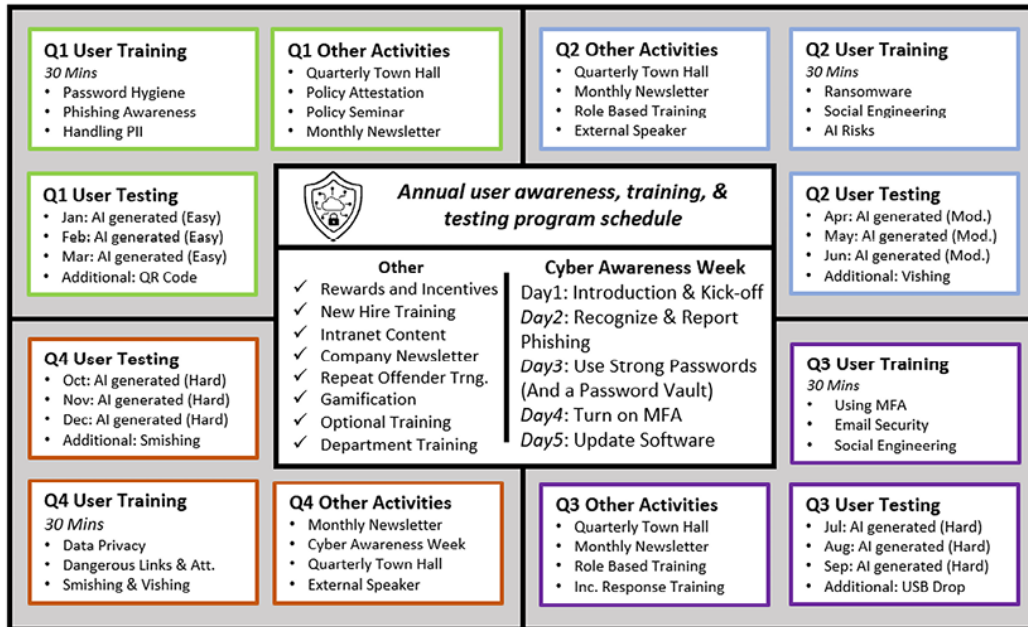 Q1 User Training
30 Mins
• Password Hygiene
• Phishing Awareness
• Handling PII
Q1 Other Activities
• Quarterly Town Hall
• Policy Attestation
• Policy Seminar
• Monthly Newsletter
Q2 Other Activities
• Quarterly Town Hall
• Monthly Newsletter
• Role Based Training
• External Speaker
Q2 User Training
30 Mins
• Ransomware
• Social Engineering
• AI Risks
Q1 User Testing
• Jan: AI generated (Easy)
• Feb: AI generated (Easy)
• Mar: AI generated (Easy)
• Additional: QR Code
Annual user awareness, training, &
testing program schedule
Q2 User Testing
• Apr: AI generated (Mod.)
• May: AI generated (Mod.)
• Jun: AI generated (Mod.)
• Additional: Vishing
Other
✓ Rewards and Incentives
✓ New Hire Training
✓ Intranet Content
✓ Company Newsletter
✓ Repeat Offender Trng.
✓ Gamification
✓ Optional Training
✓ Department Training
Cyber Awareness Week
Day1: Introduction & Kick-off
Day2: Recognize & Report
Phishing
Day3: Use Strong Passwords
(And a Password Vault)
Day4: Turn on MFA
Day5: Update Software
Q4 User Testing
• Oct: AI generated (Hard)
• Nov: AI generated (Hard)
• Dec: AI generated (Hard)
• Additional: Smishing
Q3 User Training
30 Mins
• Using MFA
• Email Security
• Social Engineering
Q4 User Training
30 Mins
• Data Privacy
• Dangerous Links & Att.
• Smishing & Vishing
Q4 Other Activities
• Monthly Newsletter
• Cyber Awareness Week
• Quarterly Town Hall
• External Speaker
Q3 Other Activities
• Quarterly Town Hall
• Monthly Newsletter
• Role Based Training
• Inc. Response Training
Q3 User Testing
• Jul: AI generated (Hard)
• Aug: AI generated (Hard)
• Sep: AI generated (Hard)
• Additional: USB Drop